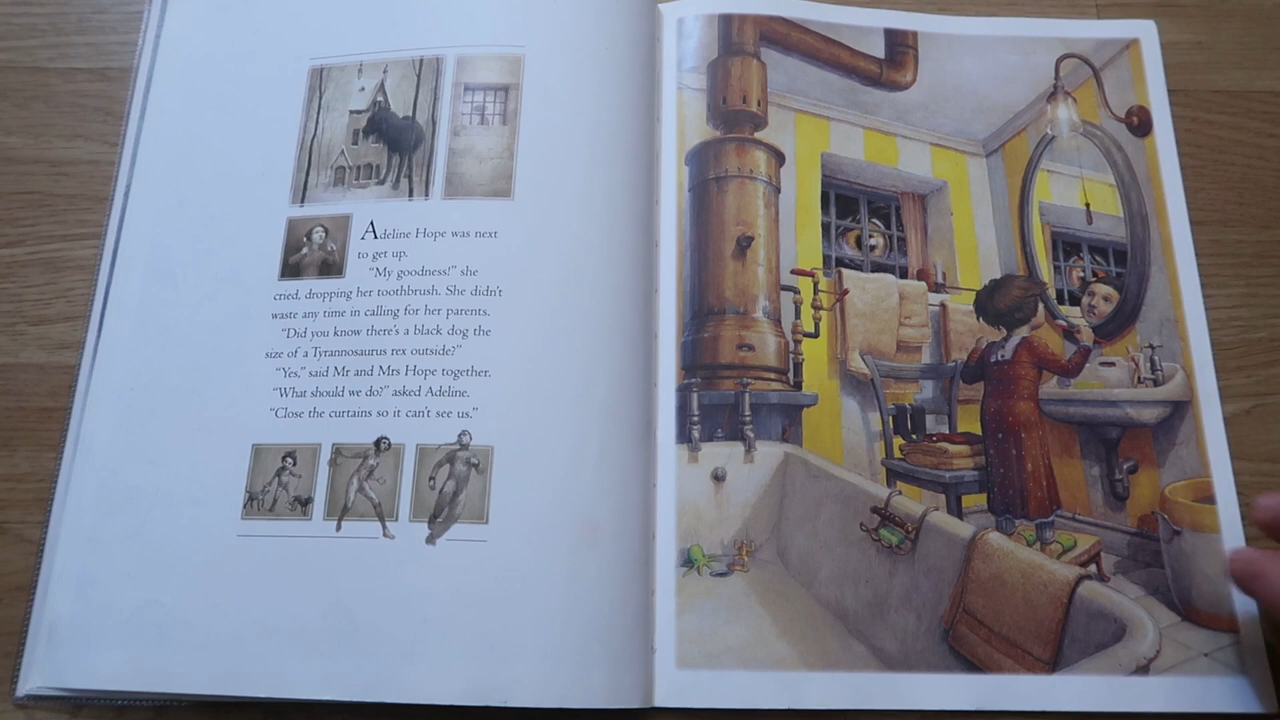 Adeline Hope was next
to get up.
“My goodness!” she
cried, dropping her toothbrush. She didn’t
waste any time in calling for her parents.
“Did you know there’s a black dog the
size of a Tyrannosaurus rex outside?”
“Yes,” said Mr and Mrs Hope together.
“What should we do?” asked Adeline.
“Close the curtains so it can’t see us.”